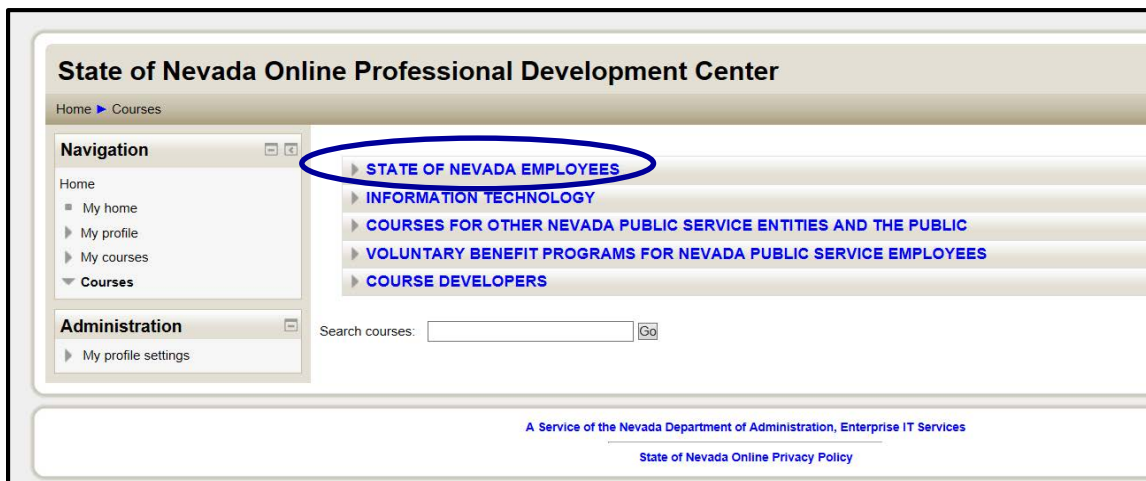 State of Nevada Online Professional Development Center
Home ► Courses
Navigation
Home
My home
My profile
My courses
Courses
Administration
My profile settings
STATE OF NEVADA EMPLOYEES
INFORMATION TECHNOLOGY
COURSES FOR OTHER NEVADA PUBLIC SERVICE ENTITIES AND THE PUBLIC
VOLUNTARY BENEFIT PROGRAMS FOR NEVADA PUBLIC SERVICE EMPLOYEES
COURSE DEVELOPERS
Search courses: Go
A Service of the Nevada Department of Administration, Enterprise IT Services
State of Nevada Online Privacy Policy